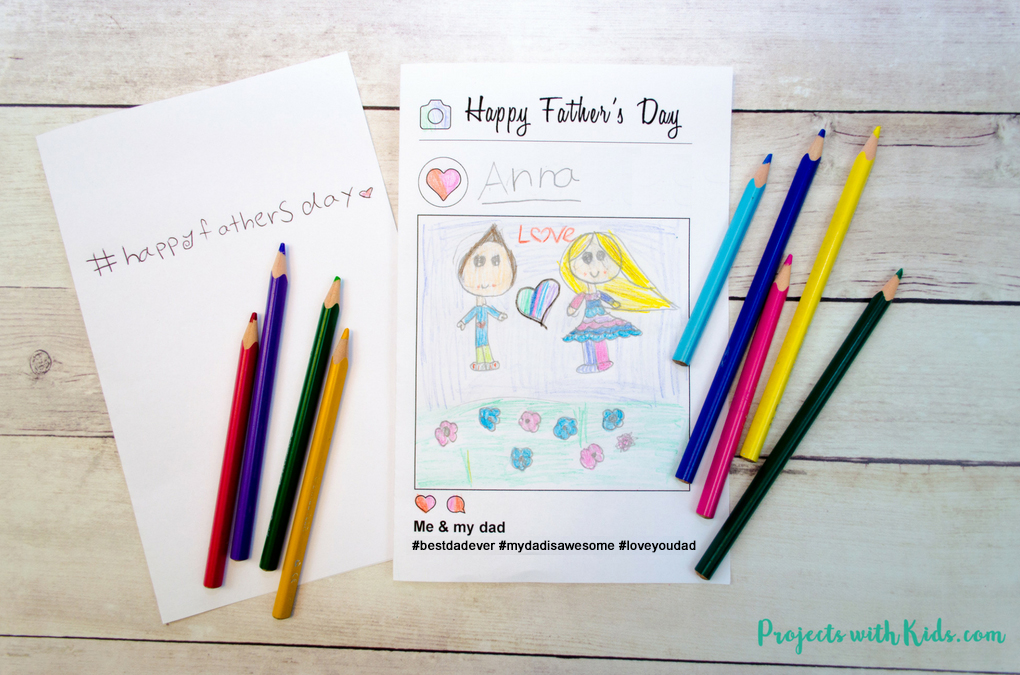 #happyfathersday
Happy Father's Day
Anna
LOVE
Me & my dad
#bestdadever #mydadisawesome #loveyoudad
Projects with Kids.com